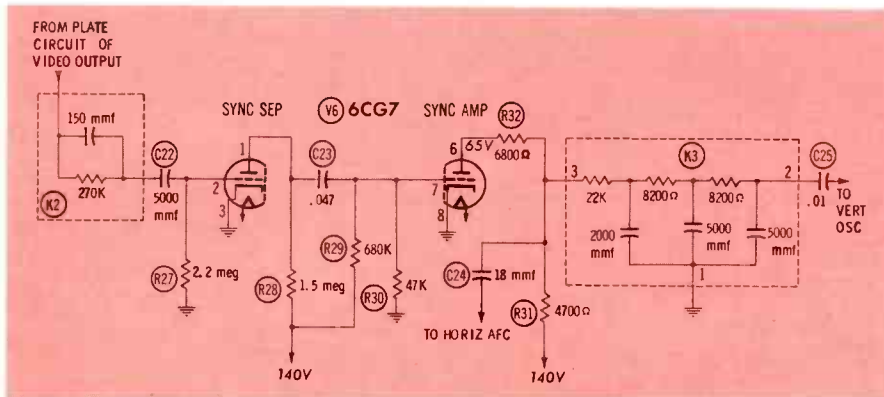 FROM PLATE
CIRCUIT OF
VIDEO OUTPUT
150 mmf
270K
K2
C22
5000
mmf
R27
2.2 meg
SYNC SEP
1
2
3
V6 6CG7
C23
.047
R28
1.5 meg
R29
680K
R30
47K
140V
SYNC AMP
6
65V
7
8
R32
6800Ω
C24
18 mmf
TO HORIZ AFC
R31
4700Ω
140V
K3
3
22K
8200Ω
8200Ω
2
2000
mmf
5000
mmf
5000
mmf
1
C25
.01
TO
VERT
OSC